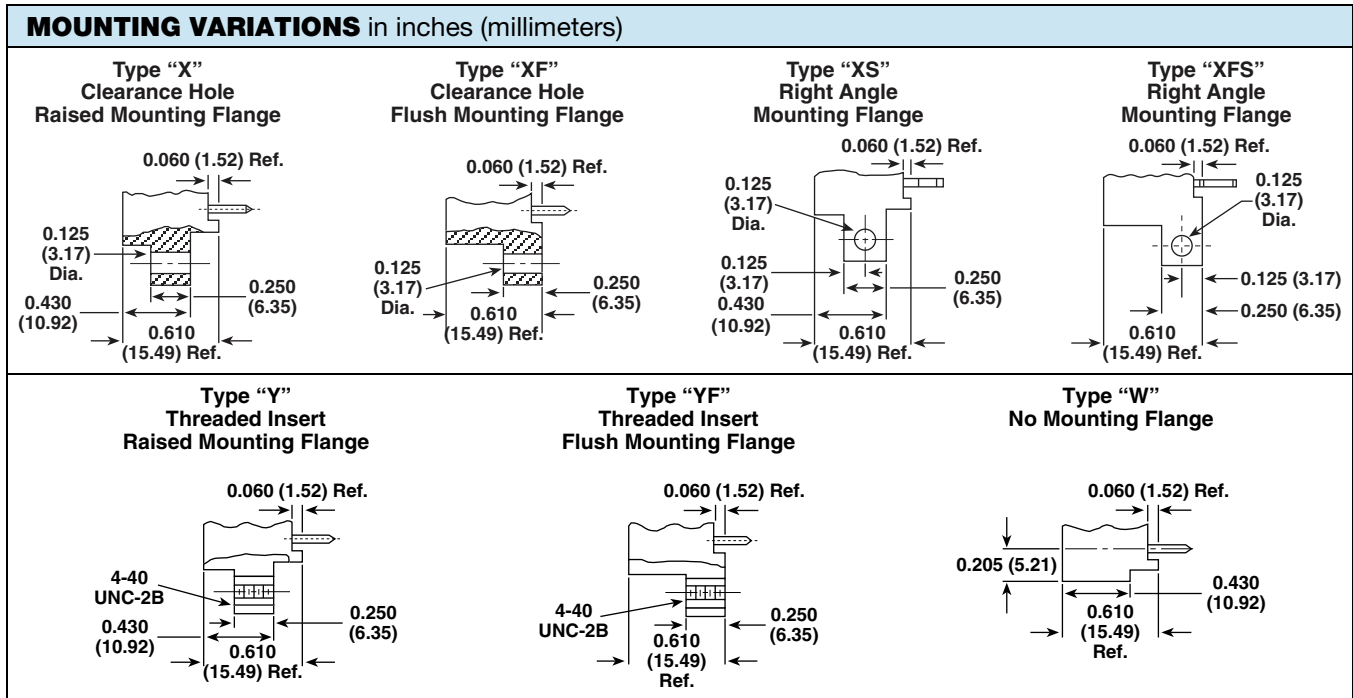 MOUNTING VARIATIONS in inches (millimeters)
Type “X”
Clearance Hole
Raised Mounting Flange
0.060 (1.52) Ref.
0.125
(3.17)
Dia.
0.430
(10.92)
0.250
(6.35)
0.610
(15.49) Ref.
Type “XF”
Clearance Hole
Flush Mounting Flange
0.060 (1.52) Ref.
0.125
(3.17)
Dia.
0.250
(6.35)
0.610
(15.49) Ref.
Type “XS”
Right Angle
Mounting Flange
0.060 (1.52) Ref.
0.125
(3.17)
Dia.
0.125
(3.17)
0.430
(10.92)
0.250
(6.35)
0.610
(15.49) Ref.
Type “XFS”
Right Angle
Mounting Flange
0.060 (1.52) Ref.
0.125
(3.17)
Dia.
0.125 (3.17)
0.250 (6.35)
0.610
(15.49) Ref.
Type “Y”
Threaded Insert
Raised Mounting Flange
0.060 (1.52) Ref.
4-40
UNC-2B
0.430
(10.92)
0.250
(6.35)
0.610
(15.49) Ref.
Type “YF”
Threaded Insert
Flush Mounting Flange
0.060 (1.52) Ref.
4-40
UNC-2B
0.250
(6.35)
0.610
(15.49)
Ref.
Type “W”
No Mounting Flange
0.060 (1.52) Ref.
0.205 (5.21)
0.430
(10.92)
0.610
(15.49)
Ref.